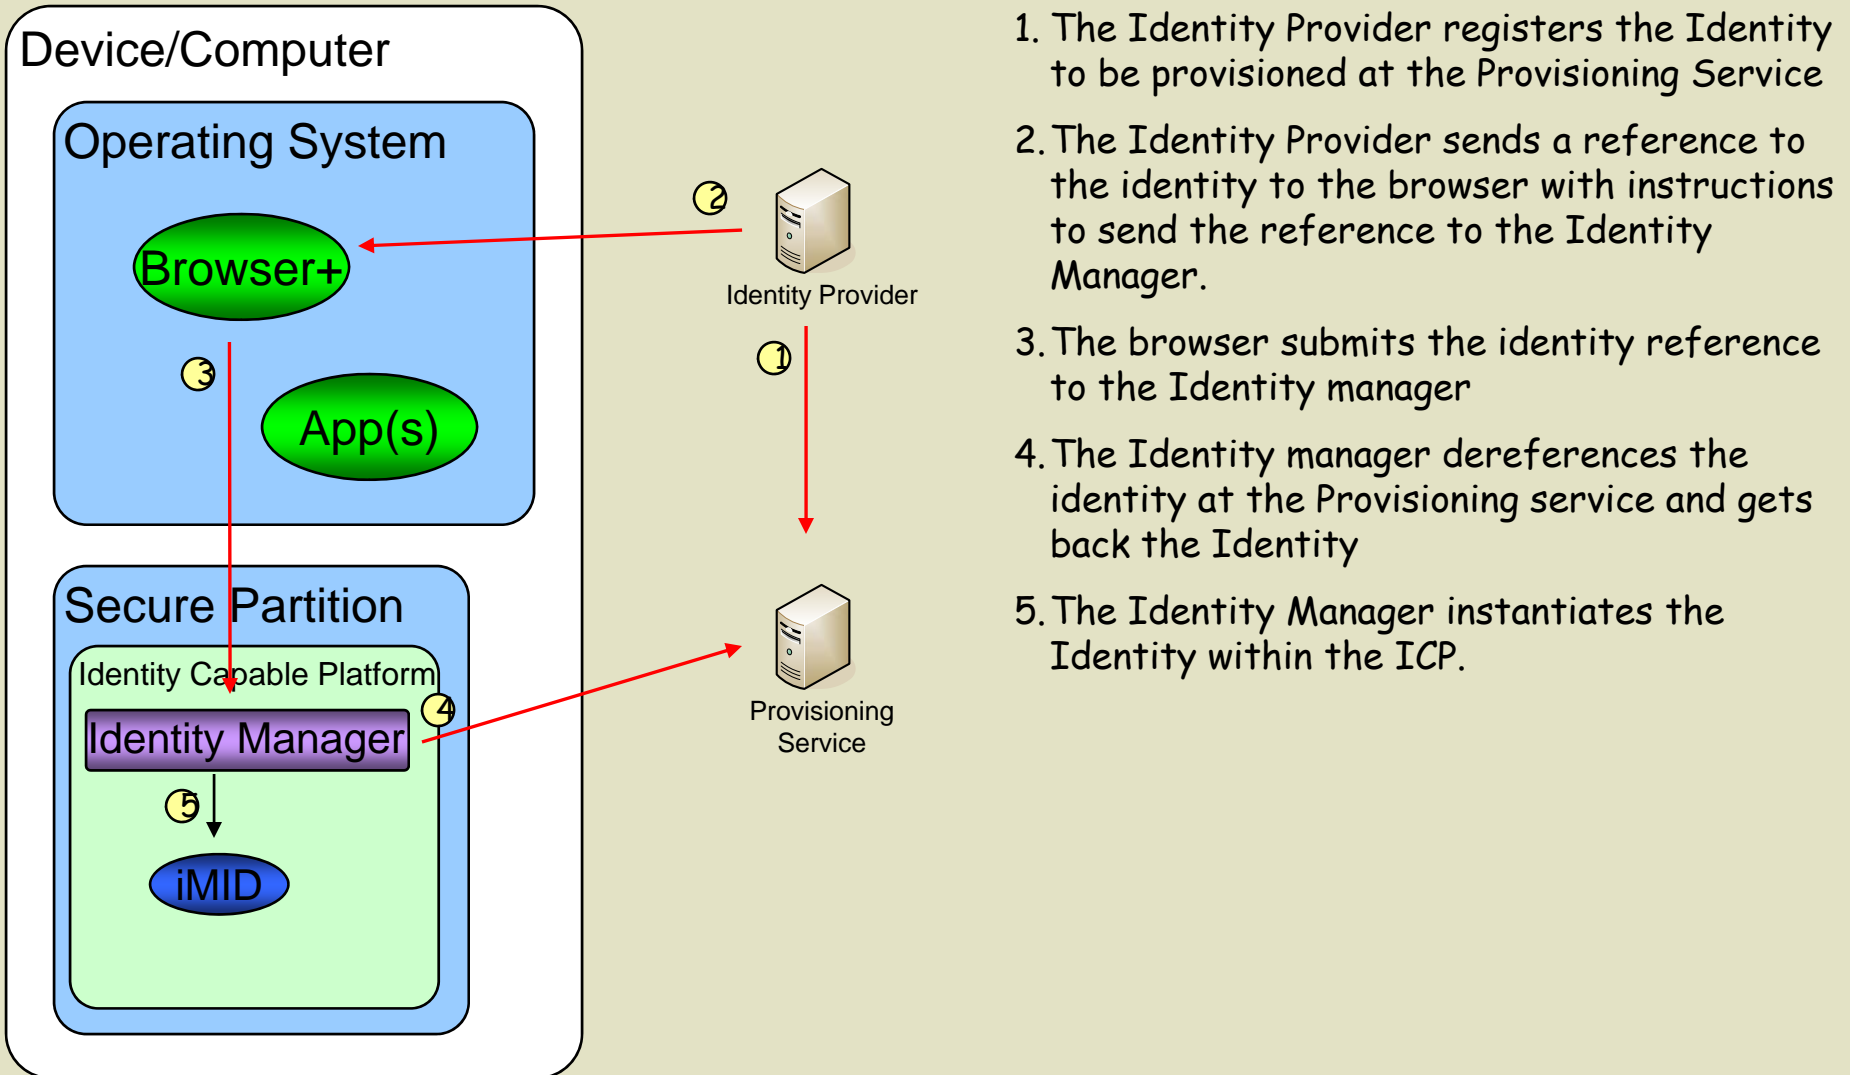 Device/Computer
Operating System
Browser+
App(s)
Secure Partition
Identity Capable Platform
Identity Manager
iMID
2
1
3
4
5
Identity Provider
Provisioning
Service
1. The Identity Provider registers the Identity
to be provisioned at the Provisioning Service
2. The Identity Provider sends a reference to
the identity to the browser with instructions
to send the reference to the Identity
Manager.
3. The browser submits the identity reference
to the Identity manager
4. The Identity manager dereferences the
identity at the Provisioning service and gets
back the Identity
5. The Identity Manager instantiates the
Identity within the ICP.